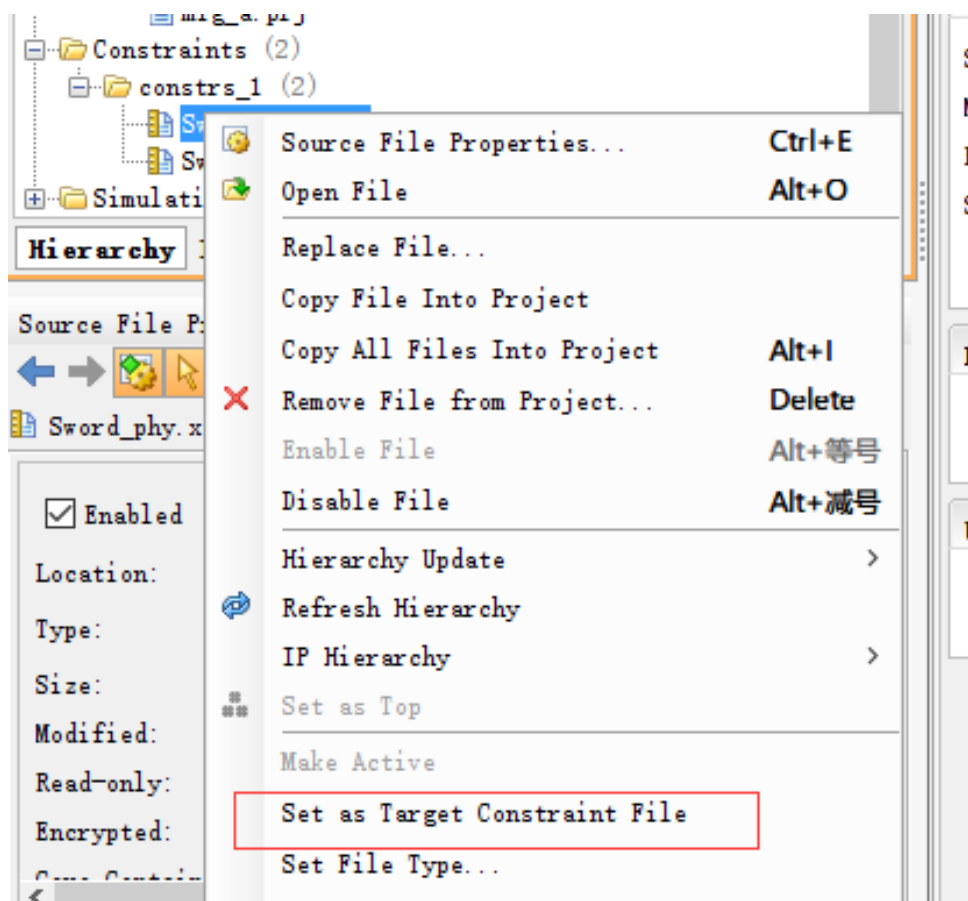 Constraints (2)
constrs_1 (2)
Simulati
Hierarchy
Source File P
Sword_phy.x
Enabled
Location:
Type:
Size:
Modified:
Read-only:
Encrypted:
Source File Properties... Ctrl+E
Open File Alt+O
Replace File...
Copy File Into Project
Copy All Files Into Project Alt+I
Remove File from Project... Delete
Enable File Alt+等号
Disable File Alt+减号
Hierarchy Update
Refresh Hierarchy
IP Hierarchy
Set as Top
Make Active
Set as Target Constraint File
Set File Type...